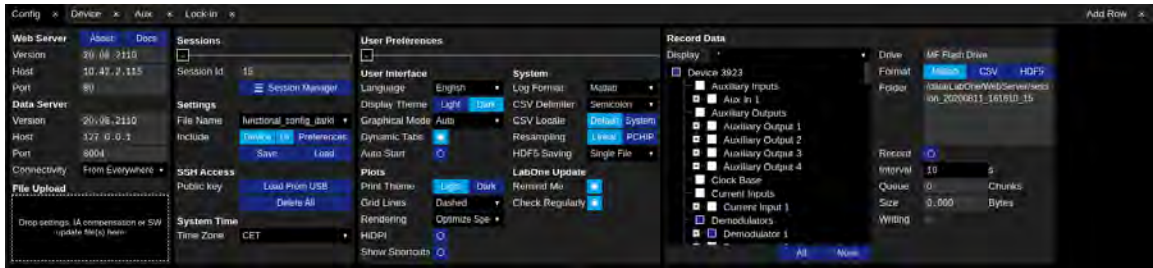 Config × Device × Aux × Lock-in × Add Row ×
Web Server About Docs
Version 20.08.2110
Host 10.42.2.115
Port 80
Data Server
Version 20.08.2110
Host 127.0.0.1
Port 8004
Connectivity From Everywhere
File Upload
Drop settings, IA compensation or SW
update file(s) here
Sessions
Session Id 15
Session Manager
Settings
File Name functional_config_dark
Include Device UI Preferences
Save Load
SSH Access
Public key Load From USB
Delete All
System Time
Time Zone CET
User Preferences
User Interface
Language English
Display Theme Light Dark
Graphical Mode Auto
Dynamic Tabs
Auto Start
Plots
Print Theme Light Dark
Grid Lines Dashed
Rendering Optimize Spe
HiDPI
Show Shortcuts
System
Log Format Matlab
CSV Delimiter Semicolon
CSV Locale Default System
Resampling Linear PCHIP
HDF5 Saving Single File
LabOne Update
Remind Me
Check Regularly
Record Data
Display *
Device 3923
Auxiliary Inputs
Aux In 1
Auxiliary Outputs
Auxiliary Output 1
Auxiliary Output 2
Auxiliary Output 3
Auxiliary Output 4
Clock Base
Current Inputs
Current Input 1
Demodulators
Demodulator 1
All None
Drive MF Flash Drive
Format Matlab CSV HDF5
Folder /data/LabOne/WebServer/sessi
on_20200811_161610_15
Record
Interval 10 s
Queue 0 Chunks
Size 0.000 Bytes
Writing